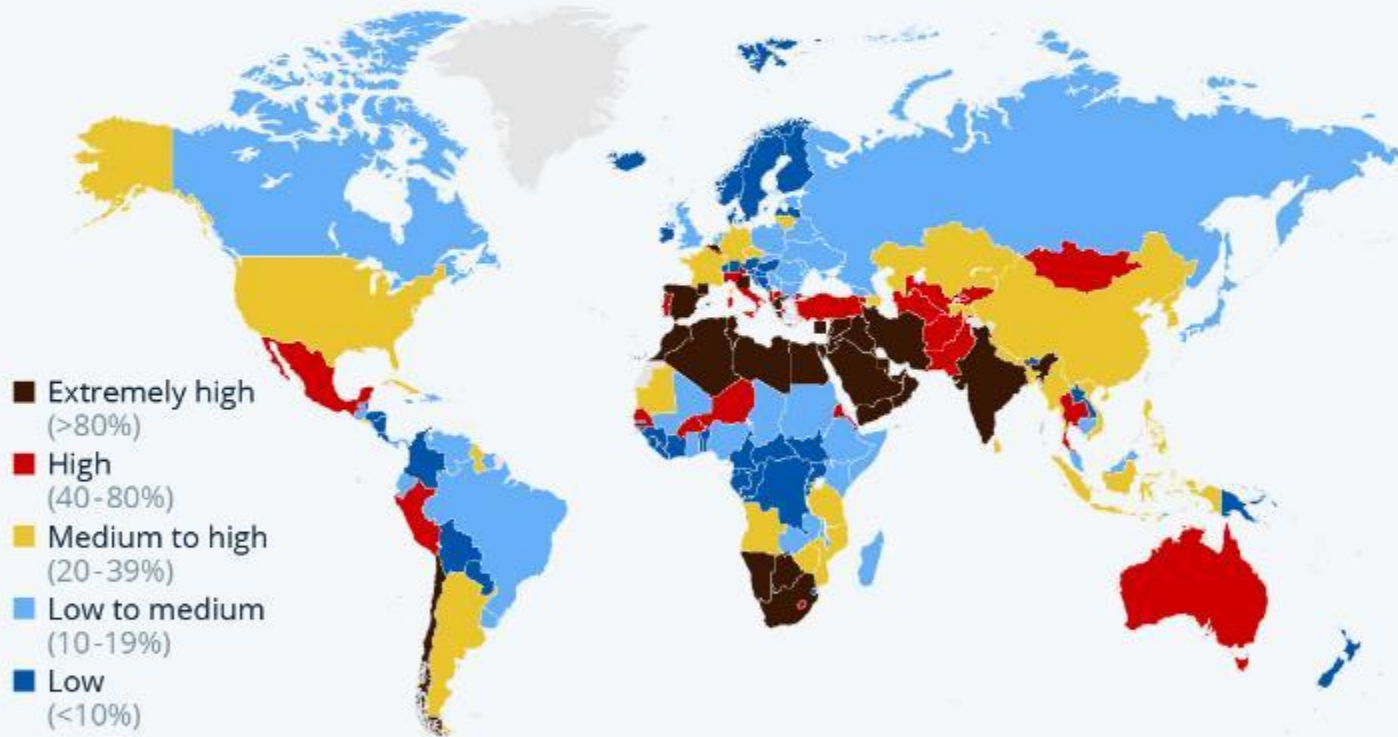 Extremely high
(>80%)
High
(40-80%)
Medium to high
(20-39%)
Low to medium
(10-19%)
Low
(<10%)